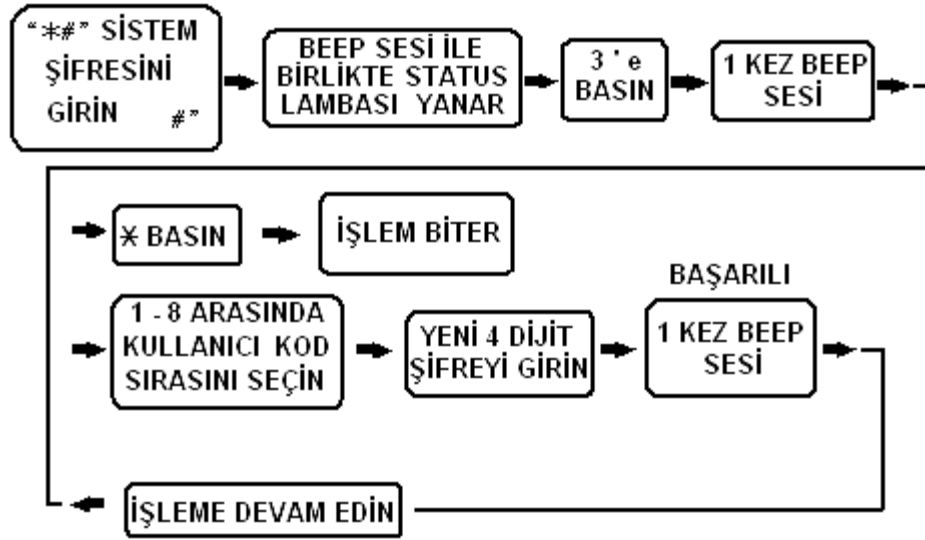 “*#” SİSTEM
ŞİFRESİNİ
GİRİN #”
BEEP SESİ İLE
BİRLİKTE STATUS
LAMBASI YANAR
3 ' e
BASIN
1 KEZ BEEP
SESİ
* BASIN
İŞLEM BİTER
1 - 8 ARASINDA
KULLANICI KOD
SIRASINI SEÇİN
YENİ 4 DİJİT
ŞİFREYİ GİRİN
BAŞARILI
1 KEZ BEEP
SESİ
İŞLEME DEVAM EDİN